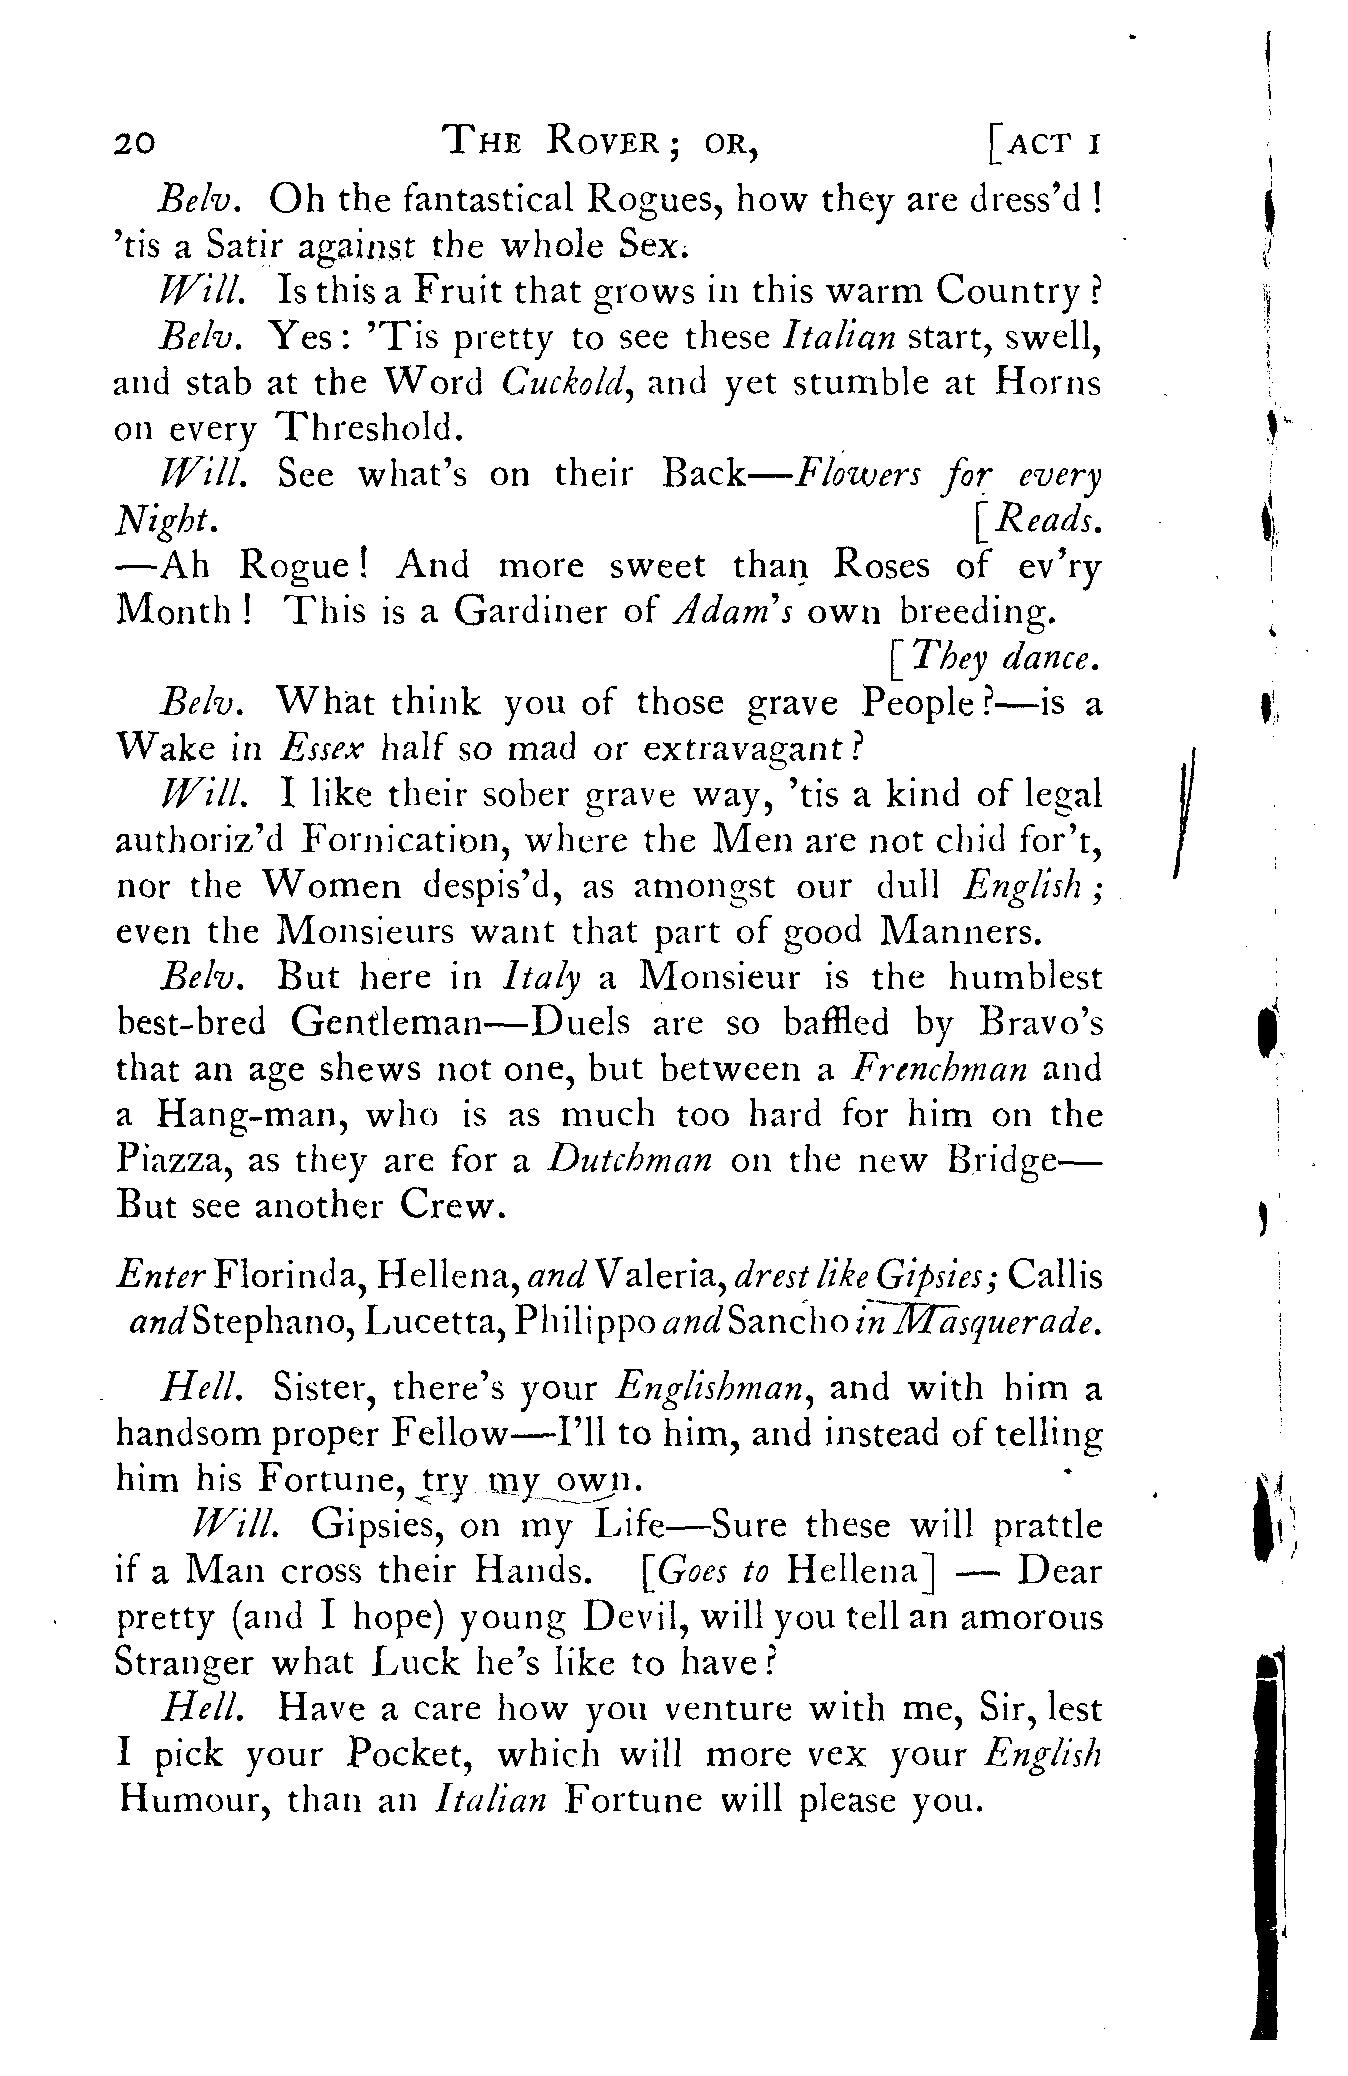 20 THE ROVER; OR, [ACT I
Belv. Oh the fantastical Rogues, how they are dress'd!
'tis a Satir against the whole Sex.
Will. Is this a Fruit that grows in this warm Country?
Belv. Yes: 'Tis pretty to see these Italian start, swell,
and stab at the Word Cuckold, and yet stumble at Horns
on every Threshold.
Will. See what's on their Back—Flowers for every
Night. [Reads.
—Ah Rogue! And more sweet than Roses of ev'ry
Month! This is a Gardiner of Adam's own breeding.
[They dance.
Belv. What think you of those grave People?—is a
Wake in Essex half so mad or extravagant?
Will. I like their sober grave way, 'tis a kind of legal
authoriz'd Fornication, where the Men are not chid for't,
nor the Women despis'd, as amongst our dull English;
even the Monsieurs want that part of good Manners.
Belv. But here in Italy a Monsieur is the humblest
best-bred Gentleman—Duels are so baffled by Bravo's
that an age shews not one, but between a Frenchman and
a Hang-man, who is as much too hard for him on the
Piazza, as they are for a Dutchman on the new Bridge—
But see another Crew.
Enter Florinda, Hellena, and Valeria, drest like Gipsies; Callis
and Stephano, Lucetta, Philippo and Sancho in Masquerade.
Hell. Sister, there's your Englishman, and with him a
handsom proper Fellow—I'll to him, and instead of telling
him his Fortune, try my own.
Will. Gipsies, on my Life—Sure these will prattle
if a Man cross their Hands. [Goes to Hellena] — Dear
pretty (and I hope) young Devil, will you tell an amorous
Stranger what Luck he's like to have?
Hell. Have a care how you venture with me, Sir, lest
I pick your Pocket, which will more vex your English
Humour, than an Italian Fortune will please you.